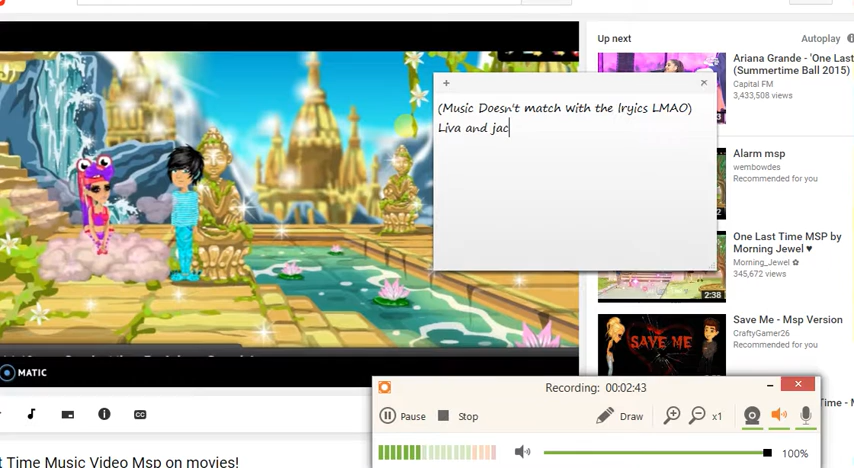 Up next
Autoplay
Ariana Grande - 'One Last
(Summertime Ball 2015)
Capital FM
3,433,508 views
+
×
(Music Doesn't match with the lryics LMAO)
Liva and jac
Alarm msp
wembowdes
Recommended for you
One Last Time MSP by
Morning Jewel ♥
Morning_Jewel
345,672 views
2:38
SAVE ME
Save Me - Msp Version
CraftyGamer26
Recommended for you
MATIC
Recording: 00:02:43
Pause
Stop
Draw
x1
100%
Time -
t Time Music Video Msp on movies!